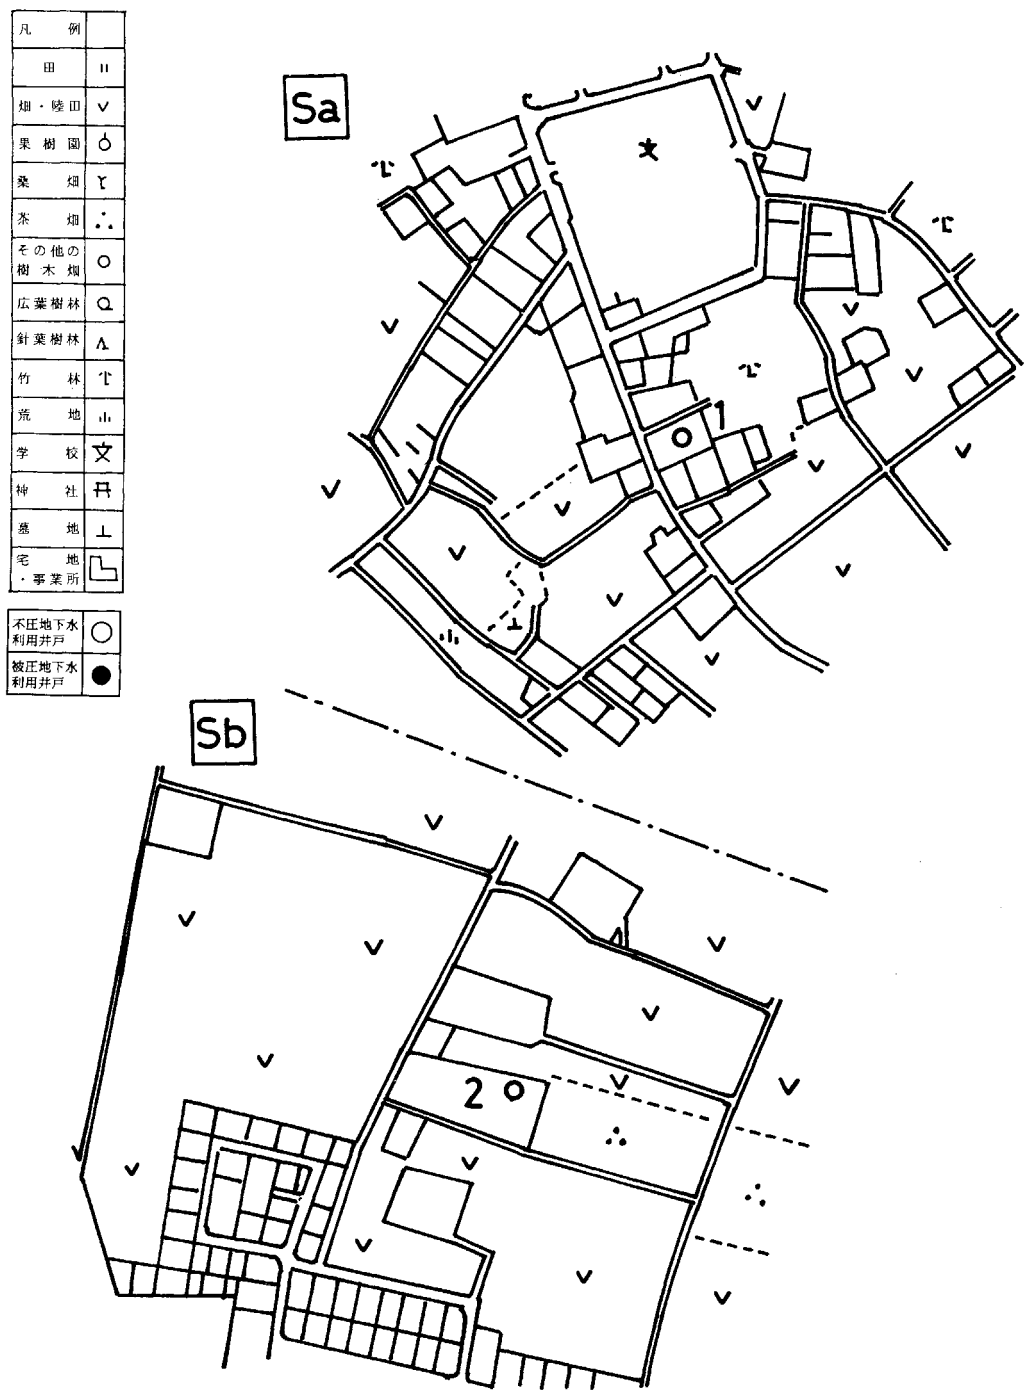 凡例
田
畑・陸田
果樹園
桑畑
茶畑
その他の
樹木畑
広葉樹林
針葉樹林
竹林
荒地
学校
神社
墓地
宅地
・事業所
不圧地下水
利用井戸
被圧地下水
利用井戸
Sa
文
1
Sb
2